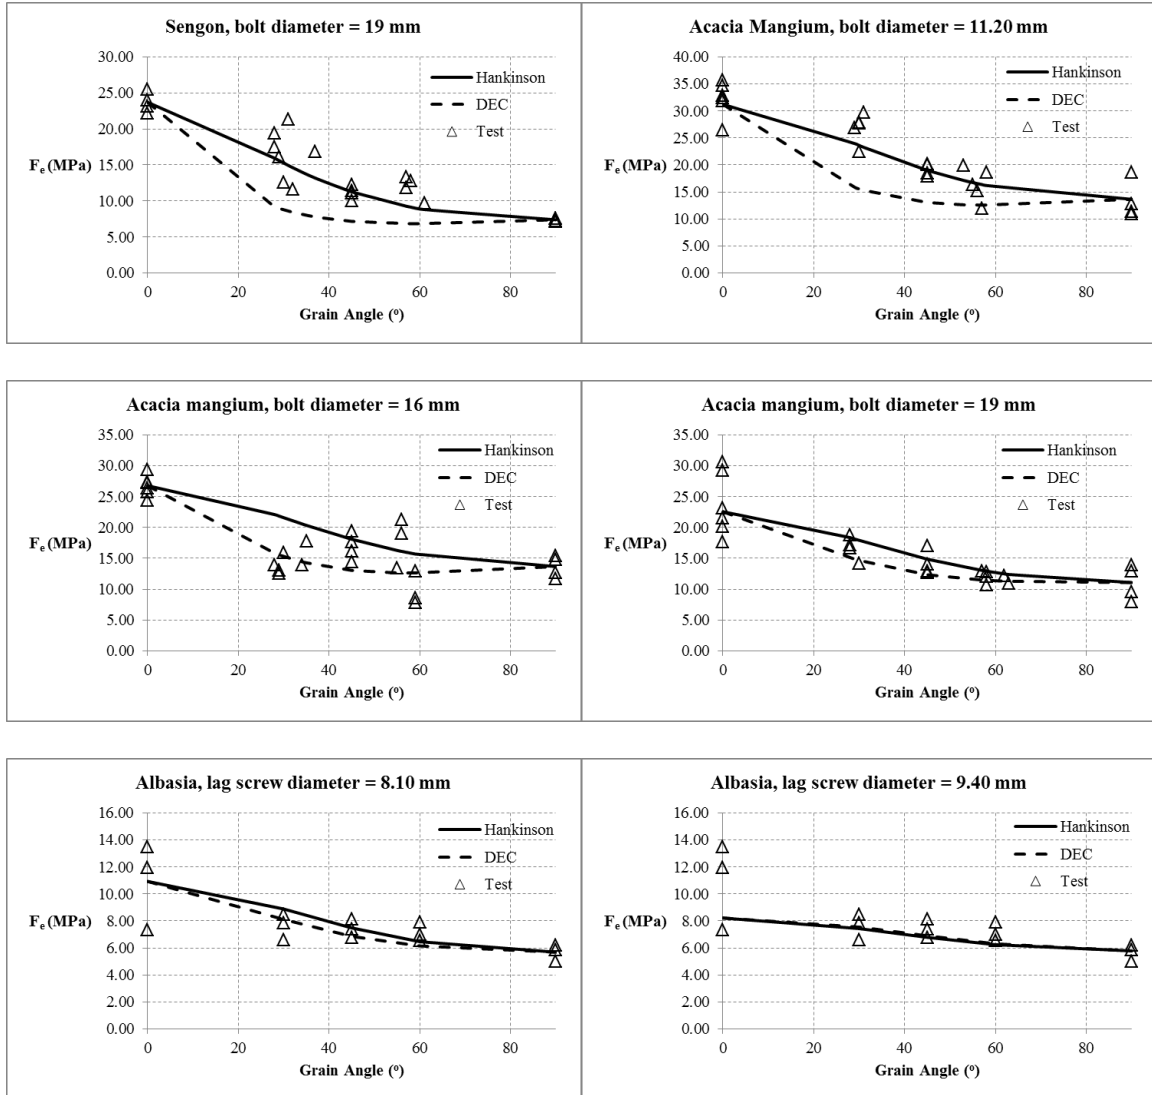 Sengon, bolt diameter = 19 mm
30.00
25.00
20.00
15.00
10.00
5.00
0.00
Fe (MPa)
Hankinson
DEC
Test
0 20 40 60 80
Grain Angle (o)
Acacia Mangium, bolt diameter = 11.20 mm
40.00
35.00
30.00
25.00
20.00
15.00
10.00
5.00
0.00
Fe (MPa)
Hankinson
DEC
Test
0 20 40 60 80
Grain Angle (o)
Acacia mangium, bolt diameter = 16 mm
35.00
30.00
25.00
20.00
15.00
10.00
5.00
0.00
Fe (MPa)
Hankinson
DEC
Test
0 20 40 60 80
Grain Angle (o)
Acacia mangium, bolt diameter = 19 mm
35.00
30.00
25.00
20.00
15.00
10.00
5.00
0.00
Fe (MPa)
Hankinson
DEC
Test
0 20 40 60 80
Grain Angle (o)
Albasia, lag screw diameter = 8.10 mm
16.00
14.00
12.00
10.00
8.00
6.00
4.00
2.00
0.00
Fe (MPa)
Hankinson
DEC
Test
0 20 40 60 80
Grain Angle (o)
Albasia, lag screw diameter = 9.40 mm
16.00
14.00
12.00
10.00
8.00
6.00
4.00
2.00
0.00
Fe (MPa)
Hankinson
DEC
Test
0 20 40 60 80
Grain Angle (o)